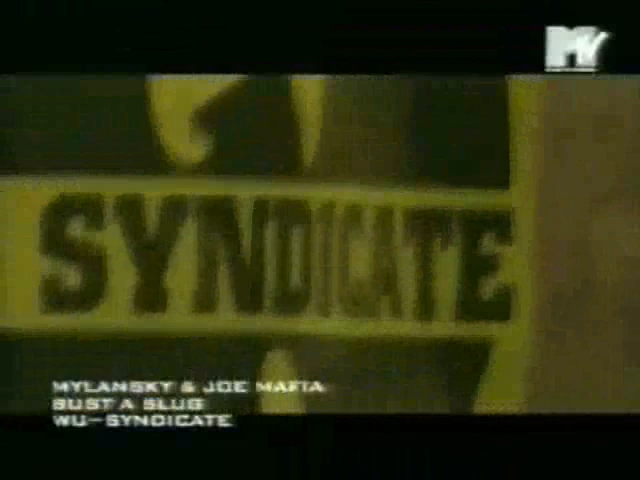 MTV
SYNDICATE
MYLANSKY & JOE MAFIA
BUST A SLUG
WU-SYNDICATE